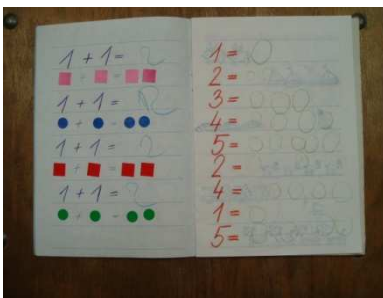 1 + 1 = 2
1 + 1 = 2
1 + 1 = 2
1 + 1 = 2
1 =
2 =
3 =
4 =
5 =
2 =
4 =
1 =
5 =